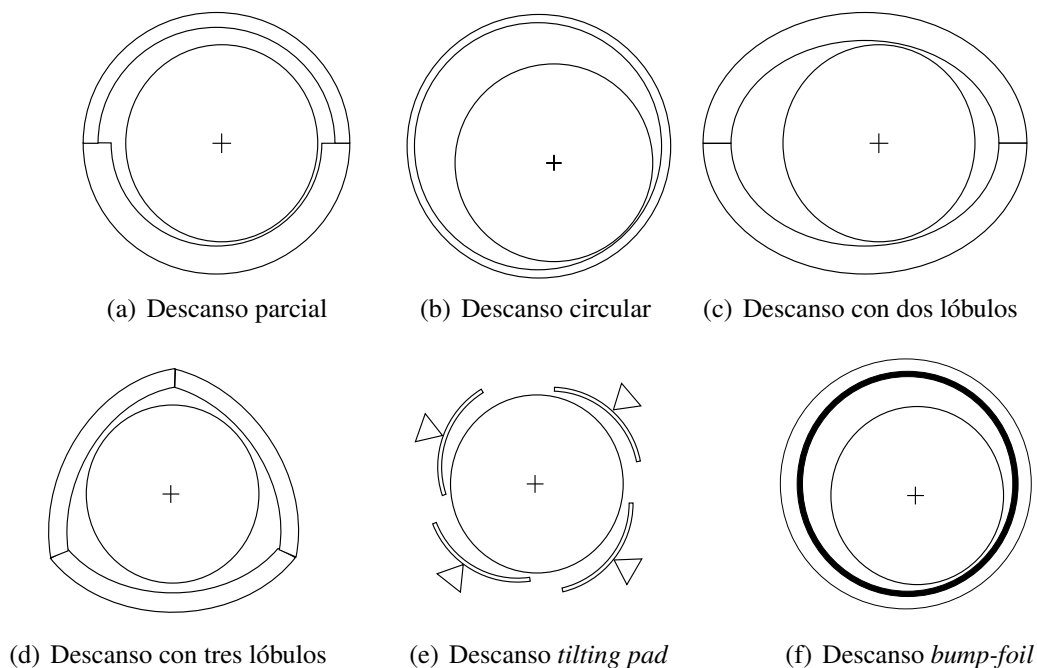 (a) Descanso parcial
(b) Descanso circular
(c) Descanso con dos lóbulos
(d) Descanso con tres lóbulos
(e) Descanso tilting pad
(f) Descanso bump-foil